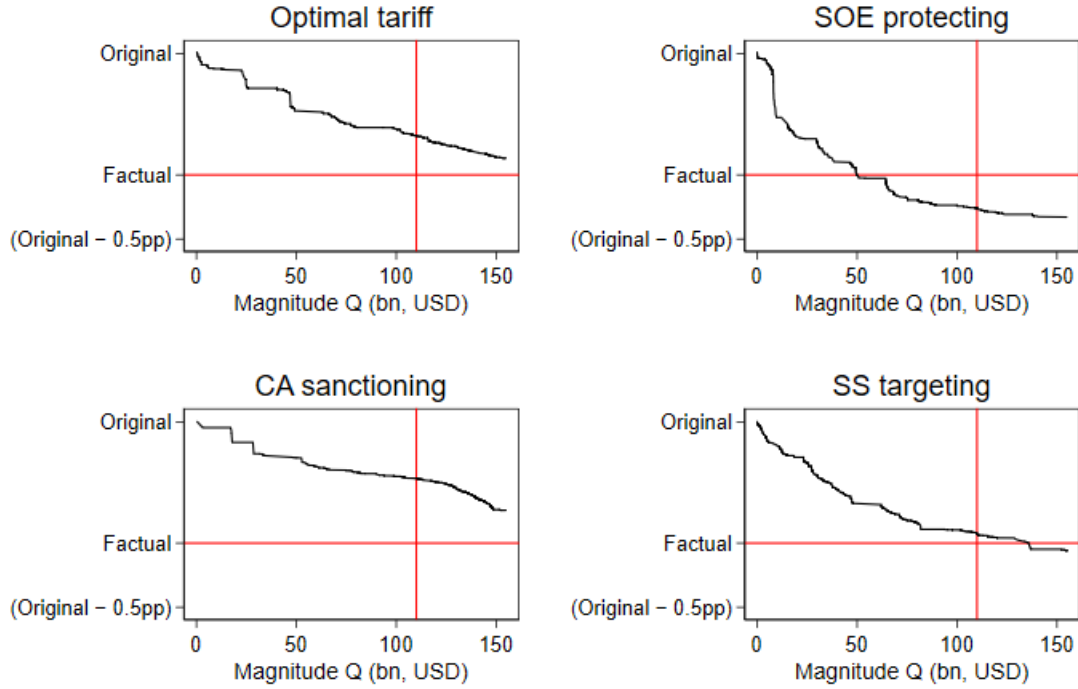 Optimal tariff
Original
Factual
(Original − 0.5pp)
0 50 100 150
Magnitude Q (bn, USD)
SOE protecting
Original
Factual
(Original − 0.5pp)
0 50 100 150
Magnitude Q (bn, USD)
CA sanctioning
Original
Factual
(Original − 0.5pp)
0 50 100 150
Magnitude Q (bn, USD)
SS targeting
Original
Factual
(Original − 0.5pp)
0 50 100 150
Magnitude Q (bn, USD)